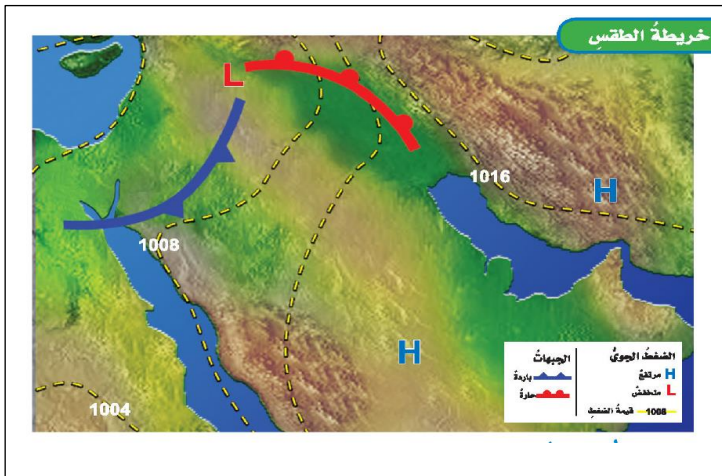 خريطةُ الطقسِ
L
1016
H
1008
H
1004
الضغطُ الجويُّ
H مرتفعٌ
L منخفضٌ
1008 قيمةُ الضغطِ
الجبهاتُ
باردةٌ
حارةٌ